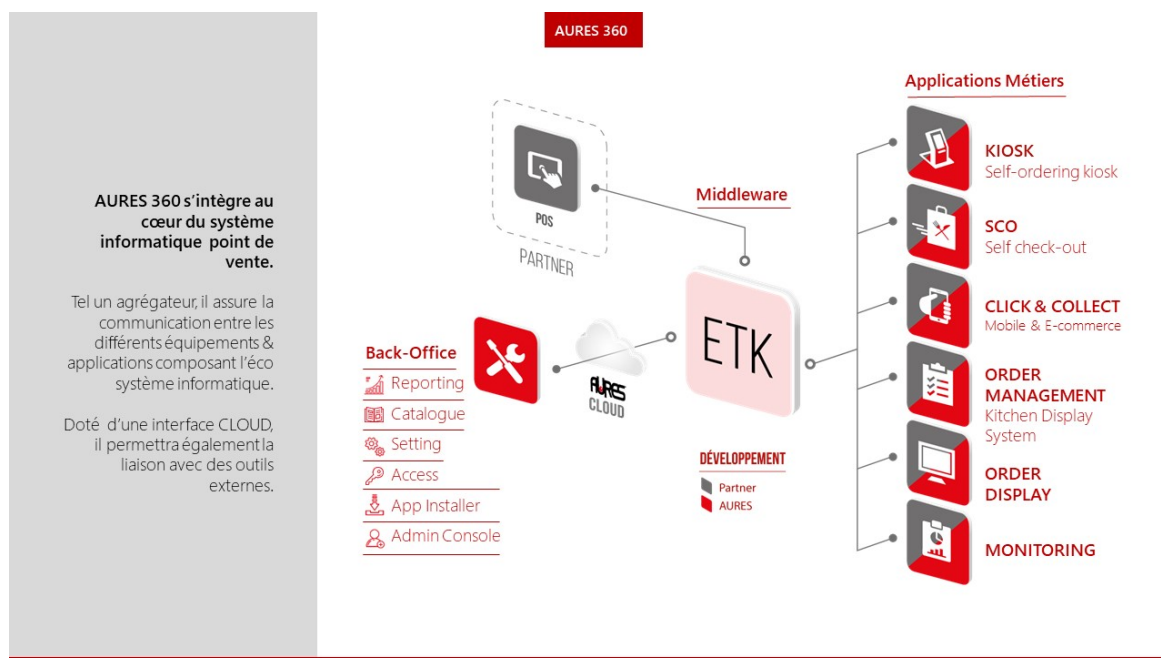 AURES 360
AURES 360 s’intègre au
cœur du système
informatique point de
vente.
Tel un agrégateur, il assure la
communication entre les
différents équipements &
applications composant l’éco
système informatique.
Doté d’une interface CLOUD,
il permettra également la
liaison avec des outils
externes.
POS
PARTNER
Middleware
ETK
Back-Office
Reporting
Catalogue
Setting
Access
App Installer
Admin Console
AURES
CLOUD
DÉVELOPPEMENT
Partner
AURES
Applications Métiers
KIOSK
Self-ordering kiosk
SCO
Self check-out
CLICK & COLLECT
Mobile & E-commerce
ORDER
MANAGEMENT
Kitchen Display
System
ORDER
DISPLAY
MONITORING